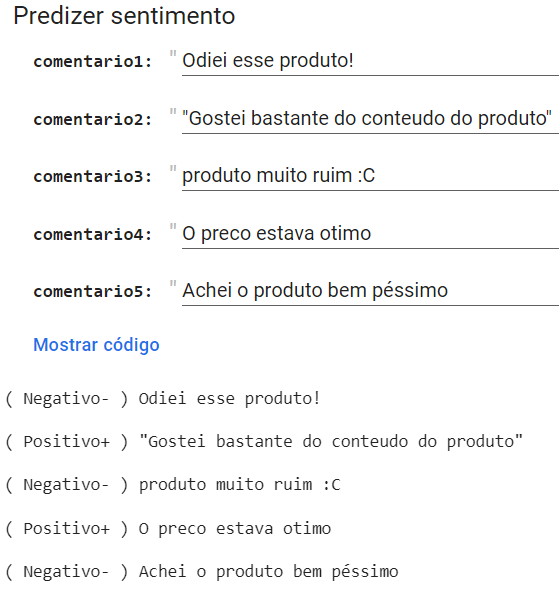 Predizer sentimento
comentario1: " Odiei esse produto!
comentario2: " "Gostei bastante do conteudo do produto"
comentario3: " produto muito ruim :C
comentario4: " O preco estava otimo
comentario5: " Achei o produto bem péssimo
Mostrar código
( Negativo- ) Odiei esse produto!
( Positivo+ ) "Gostei bastante do conteudo do produto"
( Negativo- ) produto muito ruim :C
( Positivo+ ) O preco estava otimo
( Negativo- ) Achei o produto bem péssimo